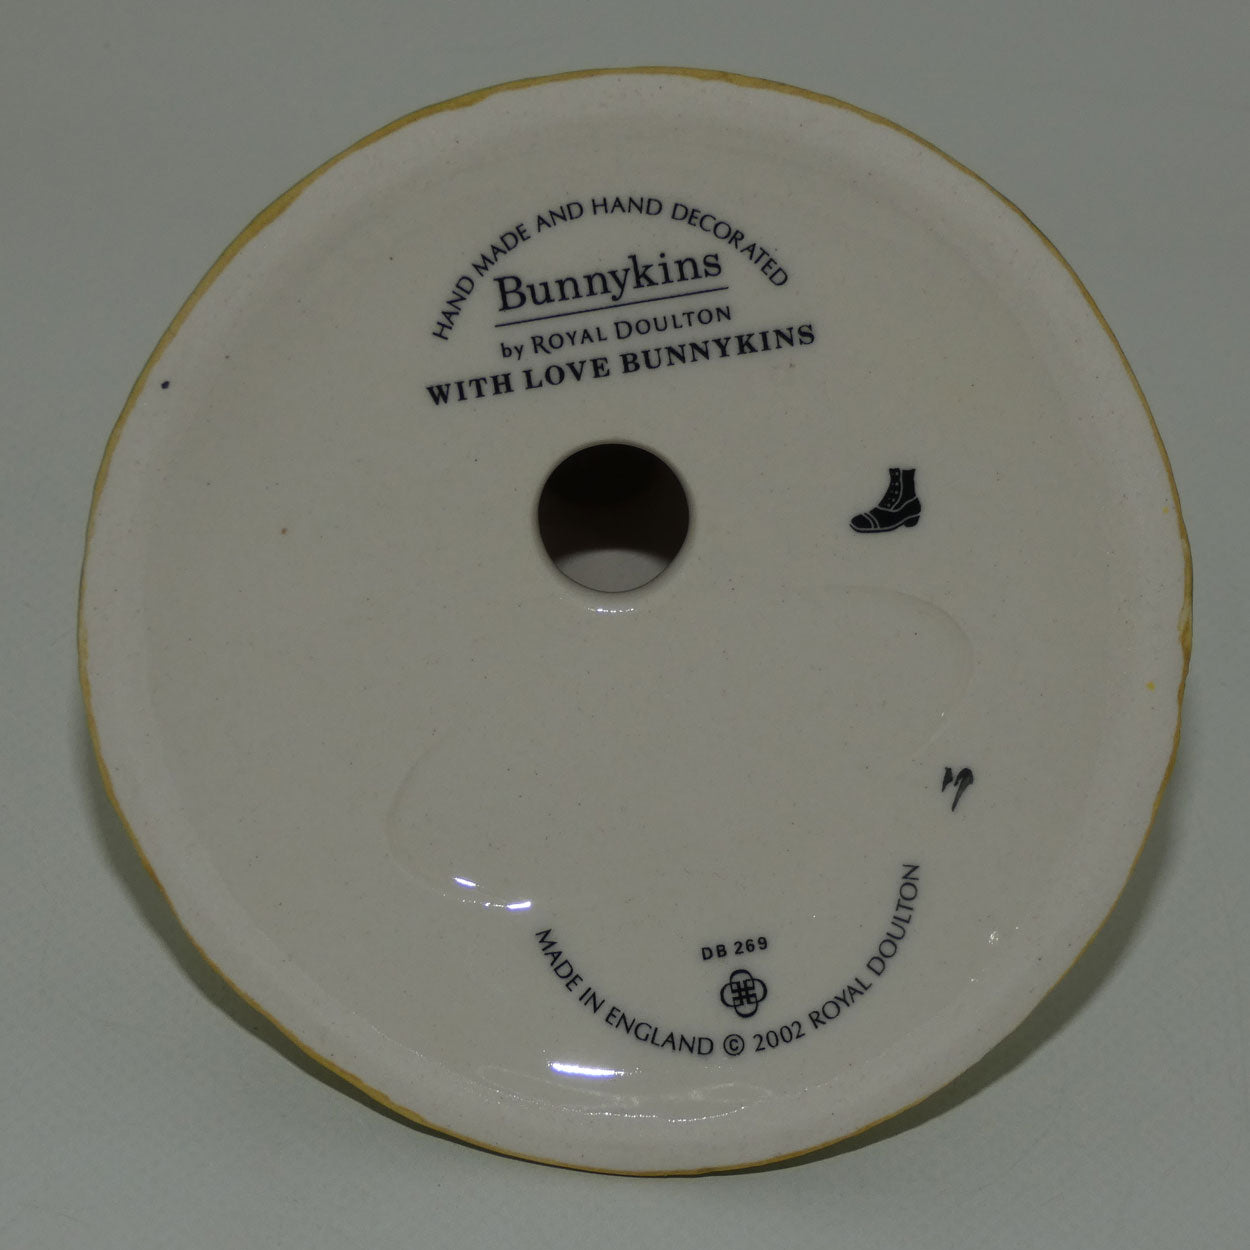 HAND MADE AND HAND DECORATED
Bunnykins
by ROYAL DOULTON
WITH LOVE BUNNYKINS
DB 269
MADE IN ENGLAND © 2002 ROYAL DOULTON